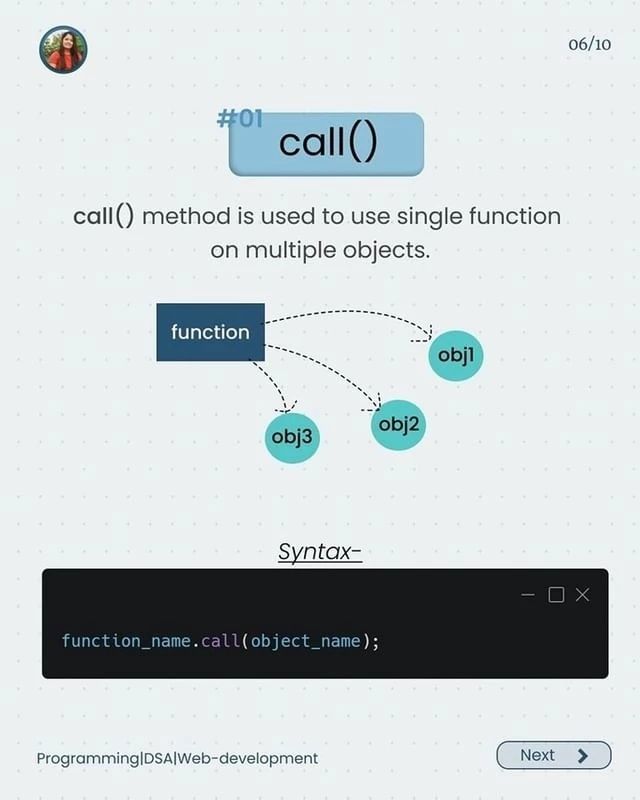 06/10
#01
call()
call() method is used to use single function
on multiple objects.
function
obj1
obj2
obj3
Syntax-
function_name.call(object_name);
Programming|DSA|Web-development
Next